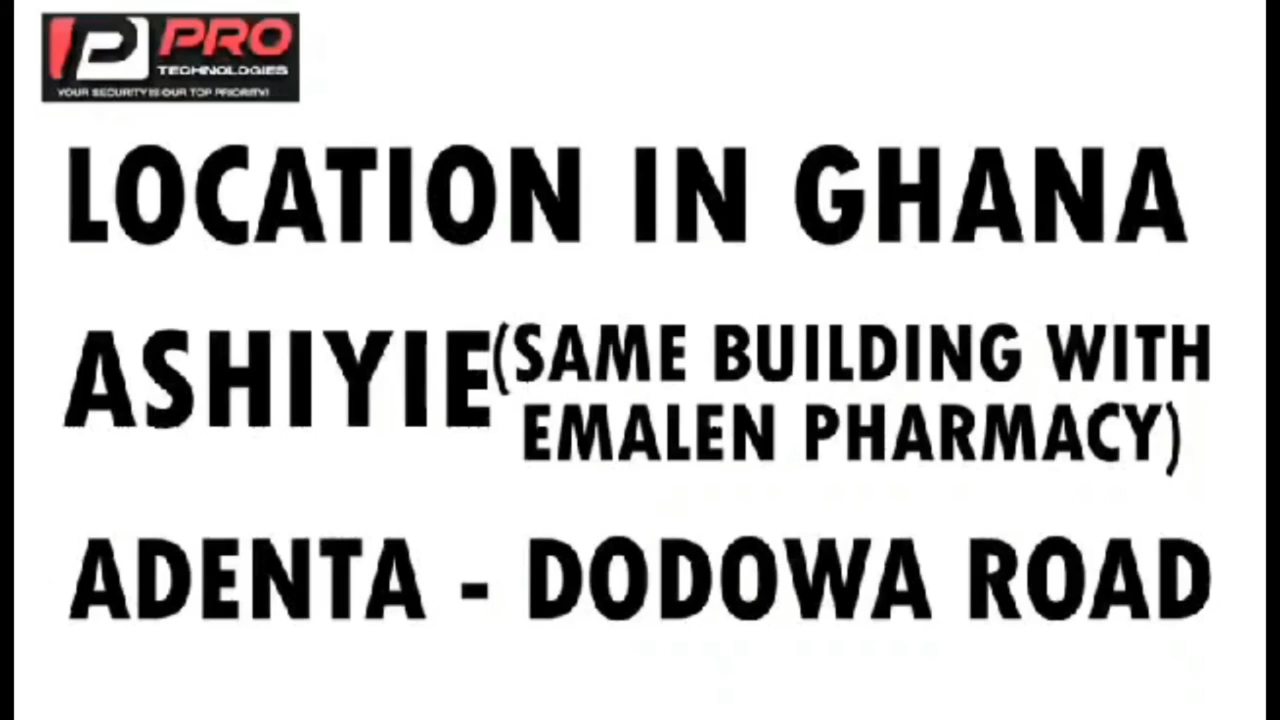 PRO
TECHNOLOGIES
YOUR SECURITY IS OUR TOP PRIORITY!
LOCATION IN GHANA
ASHIYIE (SAME BUILDING WITH
EMALEN PHARMACY)
ADENTA - DODOWA ROAD